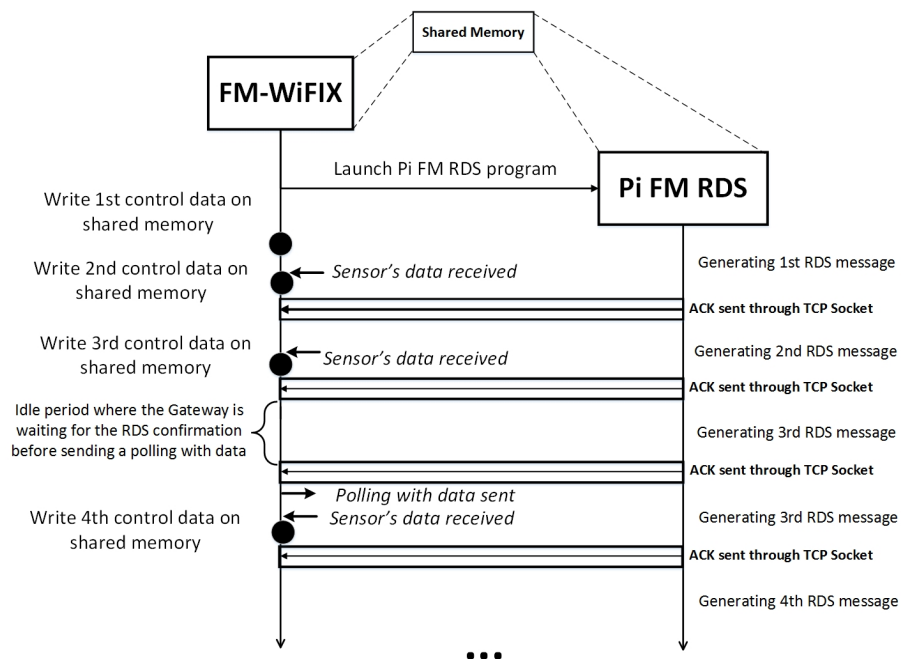 Shared Memory
FM-WiFIX
Launch Pi FM RDS program
Pi FM RDS
Write 1st control data on
shared memory
Generating 1st RDS message
Write 2nd control data on
shared memory
Sensor's data received
ACK sent through TCP Socket
Write 3rd control data on
shared memory
Sensor's data received
Generating 2nd RDS message
ACK sent through TCP Socket
Idle period where the Gateway is
waiting for the RDS confirmation
before sending a polling with data
Generating 3rd RDS message
ACK sent through TCP Socket
Polling with data sent
Write 4th control data on
shared memory
Sensor's data received
Generating 3rd RDS message
ACK sent through TCP Socket
Generating 4th RDS message
...